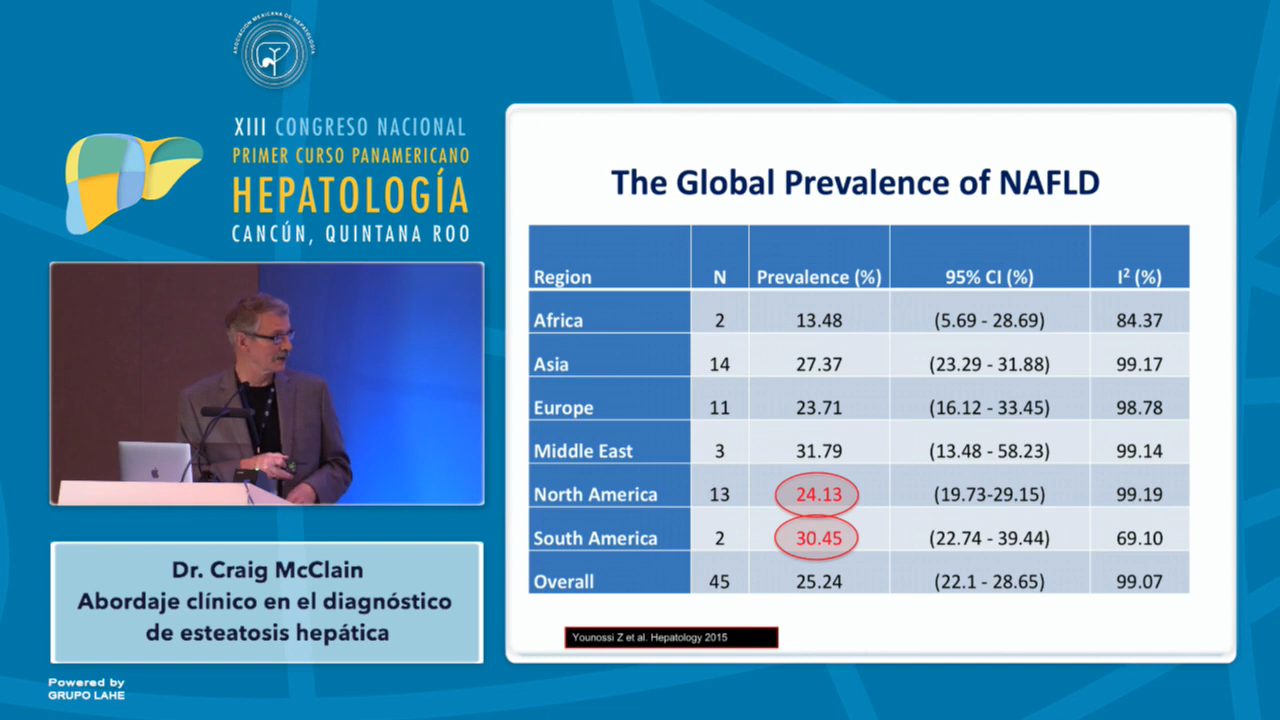 ASOCIACIÓN MEXICANA DE HEPATOLOGÍA
XIII CONGRESO NACIONAL
PRIMER CURSO PANAMERICANO
HEPATOLOGÍA
CANCÚN, QUINTANA ROO
Dr. Craig McClain
Abordaje clínico en el diagnóstico
de esteatosis hepática
Powered by
GRUPO LAHE
The Global Prevalence of NAFLD
Region N Prevalence (%) 95% CI (%) I² (%)
Africa 2 13.48 (5.69 - 28.69) 84.37
Asia 14 27.37 (23.29 - 31.88) 99.17
Europe 11 23.71 (16.12 - 33.45) 98.78
Middle East 3 31.79 (13.48 - 58.23) 99.14
North America 13 24.13 (19.73-29.15) 99.19
South America 2 30.45 (22.74 - 39.44) 69.10
Overall 45 25.24 (22.1 - 28.65) 99.07
Younossi Z et al. Hepatology 2015